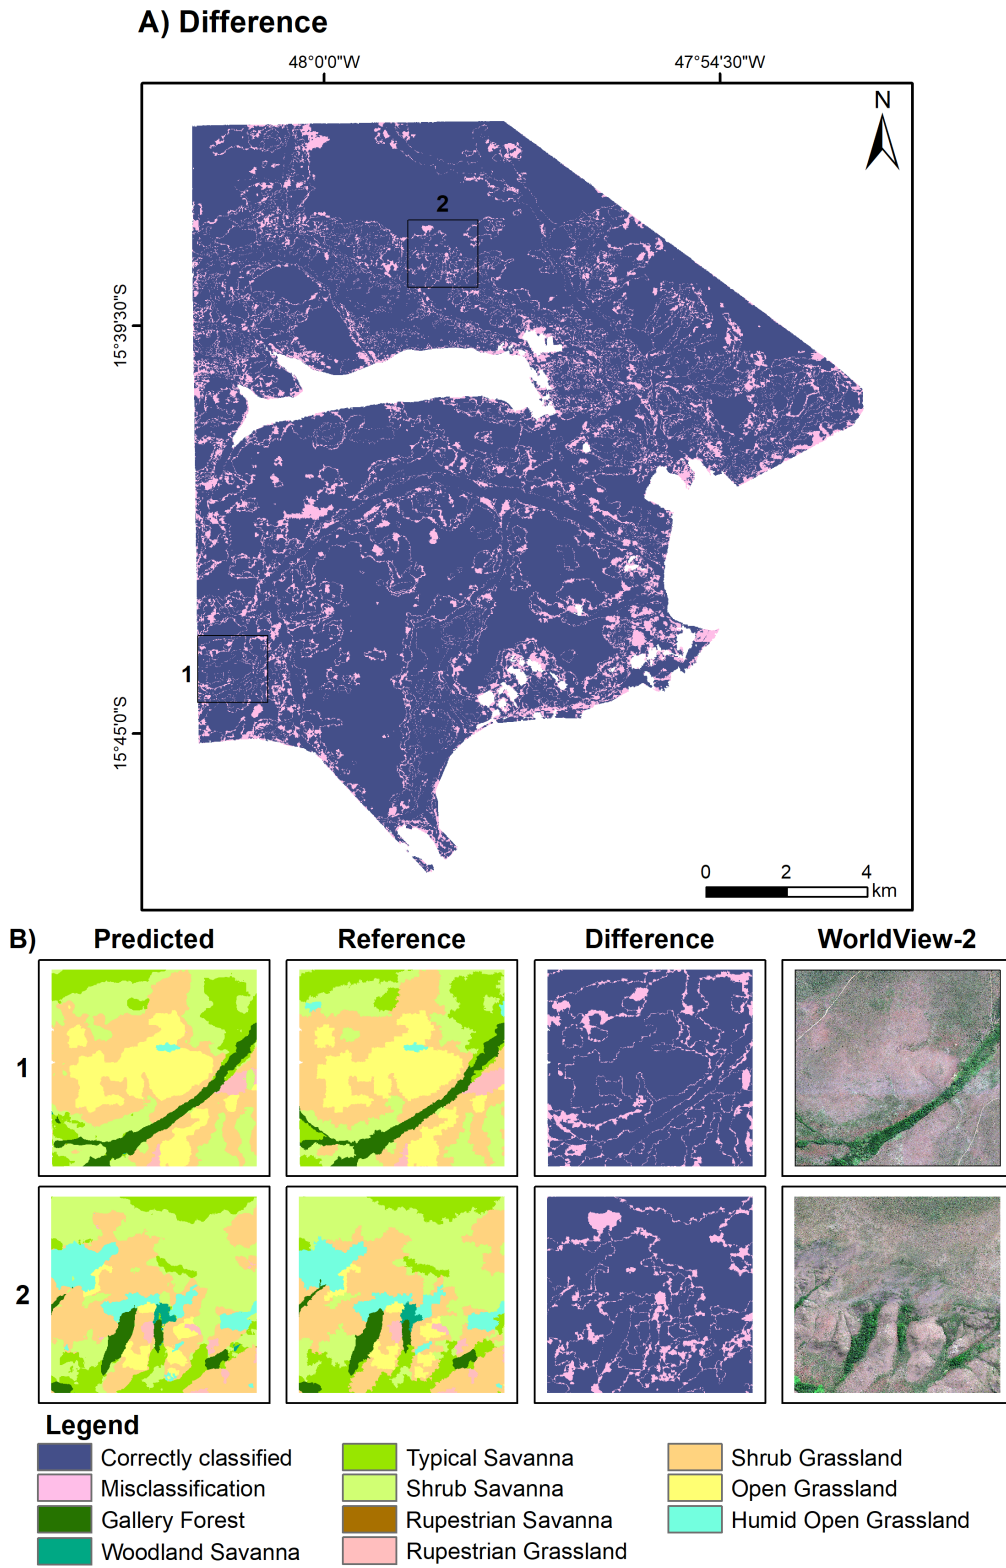 A) Difference
48°0'0"W
47°54'30"W
N
2
15°39'30"S
1
15°45'0"S
0 2 4
km
B) Predicted Reference Difference WorldView-2
1
2
Legend
Correctly classified
Misclassification
Gallery Forest
Woodland Savanna
Typical Savanna
Shrub Savanna
Rupestrian Savanna
Rupestrian Grassland
Shrub Grassland
Open Grassland
Humid Open Grassland